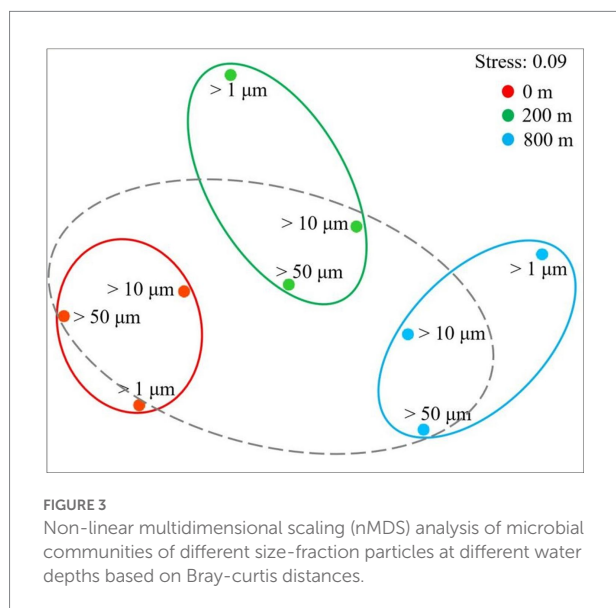 Stress: 0.09
0 m
200 m
800 m
> 1 μm
> 10 μm
> 50 μm
> 1 μm
> 10 μm
> 50 μm
> 10 μm
> 1 μm
> 50 μm
FIGURE 3
Non-linear multidimensional scaling (nMDS) analysis of microbial
communities of different size-fraction particles at different water
depths based on Bray-curtis distances.